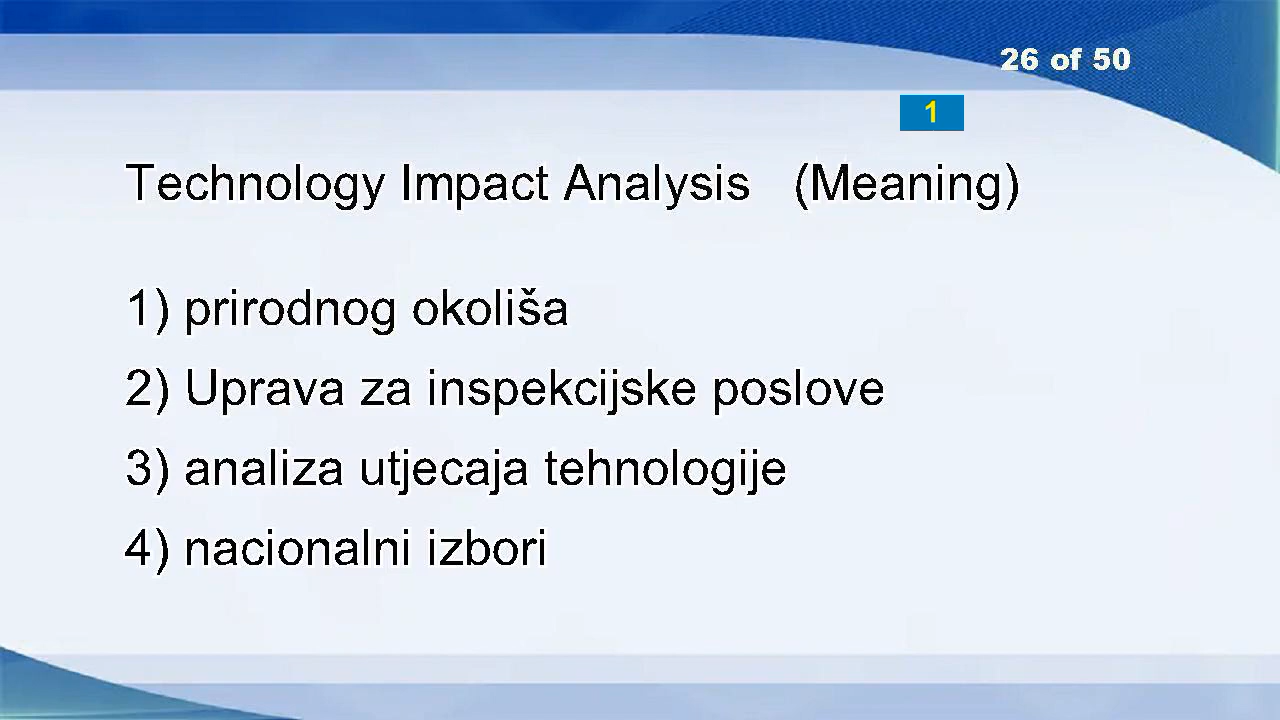 26 of 50
1
Technology Impact Analysis (Meaning)
1) prirodnog okoliša
2) Uprava za inspekcijske poslove
3) analiza utjecaja tehnologije
4) nacionalni izbori